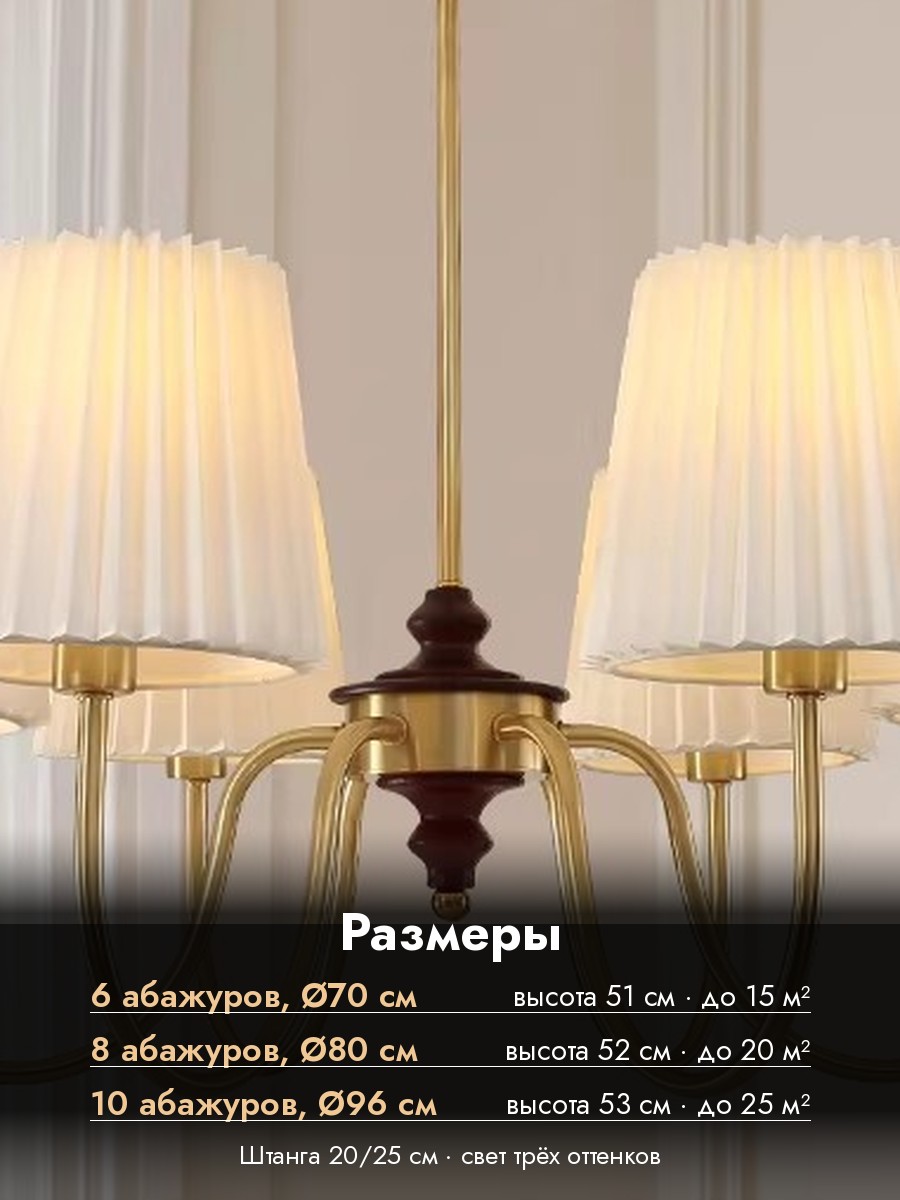 Размеры
6 абажуров, Ø70 см высота 51 см · до 15 м²
8 абажуров, Ø80 см высота 52 см · до 20 м²
10 абажуров, Ø96 см высота 53 см · до 25 м²
Штанга 20/25 см · свет трёх оттенков